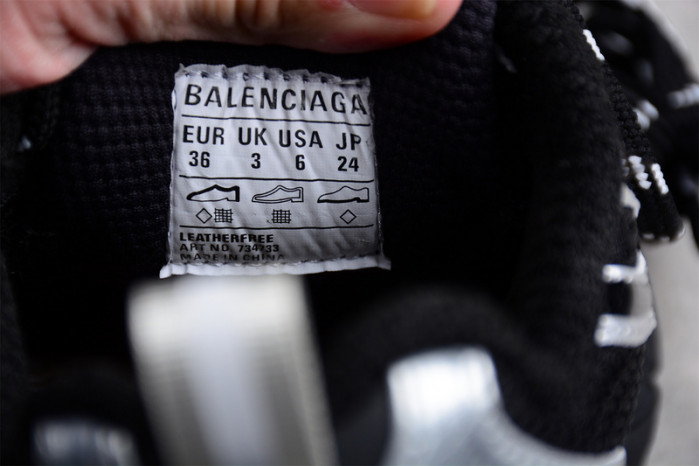 BALENCIAGA
EUR UK USA JP
36 3 6 24
LEATHERFREE
ART NO. 734733
MADE IN CHINA